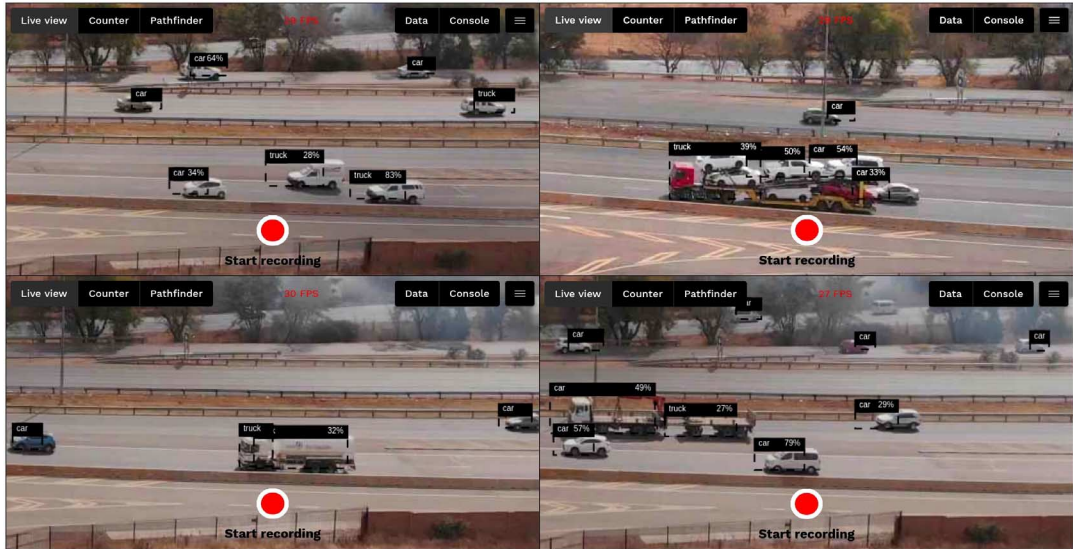 Live view Counter Pathfinder 30 FPS Data Console
car 64%
car
car
truck
truck 28%
car 34%
truck 83%
Start recording
Live view Counter Pathfinder Data Console
car
truck 39%
50%
car 54%
car 33%
Start recording
Live view Counter Pathfinder 30 FPS Data Console
car
car
truck 32%
Start recording
Live view Counter Pathfinder 27 FPS Data Console
car
car
car
car 49%
truck 27%
car 29%
car 57%
car 79%
Start recording